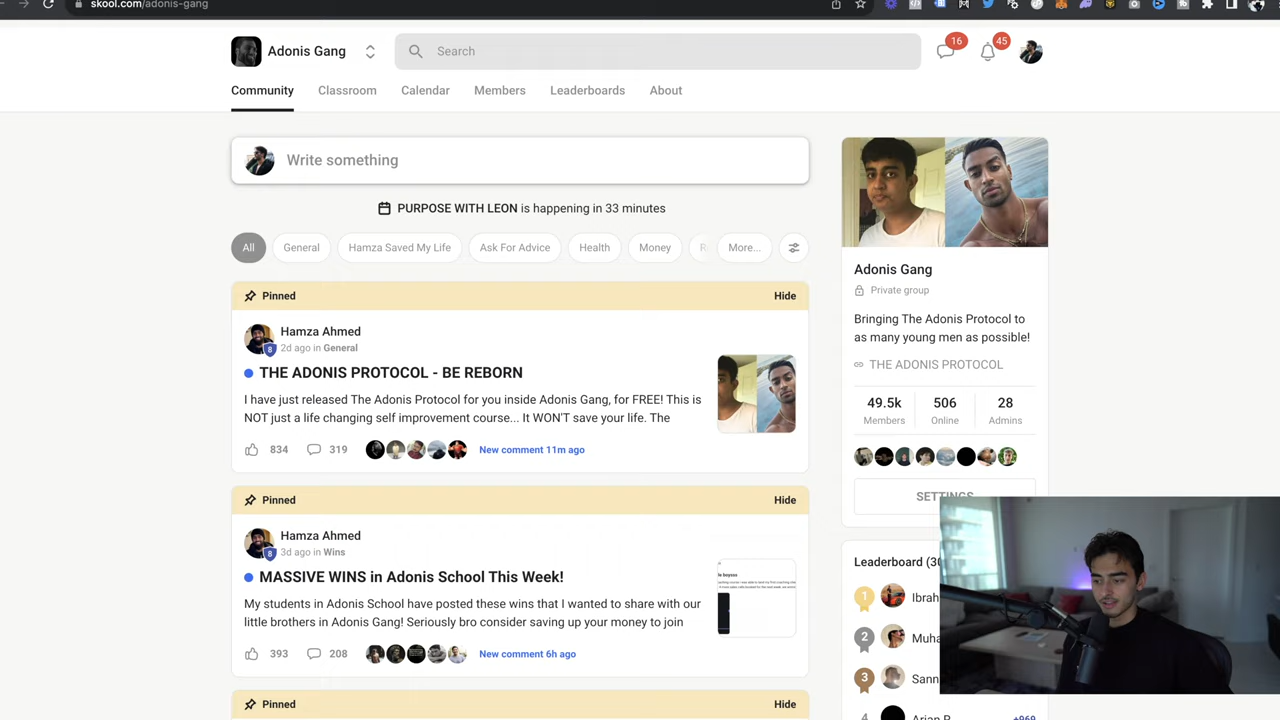 skool.com/adonis-gang
Adonis Gang
Search
16
45
Community
Classroom
Calendar
Members
Leaderboards
About
Write something
PURPOSE WITH LEON is happening in 33 minutes
All
General
Hamza Saved My Life
Ask For Advice
Health
Money
More...
Pinned
Hide
Hamza Ahmed
8
2d ago in General
THE ADONIS PROTOCOL - BE REBORN
I have just released The Adonis Protocol for you inside Adonis Gang, for FREE! This is
NOT just a life changing self improvement course... It WON'T save your life. The
834
319
New comment 11m ago
Pinned
Hide
Hamza Ahmed
8
3d ago in Wins
MASSIVE WINS in Adonis School This Week!
My students in Adonis School have posted these wins that I wanted to share with our
little brothers in Adonis Gang! Seriously bro consider saving up your money to join
393
208
New comment 6h ago
Pinned
Hide
Adonis Gang
Private group
Bringing The Adonis Protocol to
as many young men as possible!
THE ADONIS PROTOCOL
49.5k
Members
506
Online
28
Admins
SETTINGS
Leaderboard
1
Ibrah
2
Muha
3
Sann
4
Arian P
+969